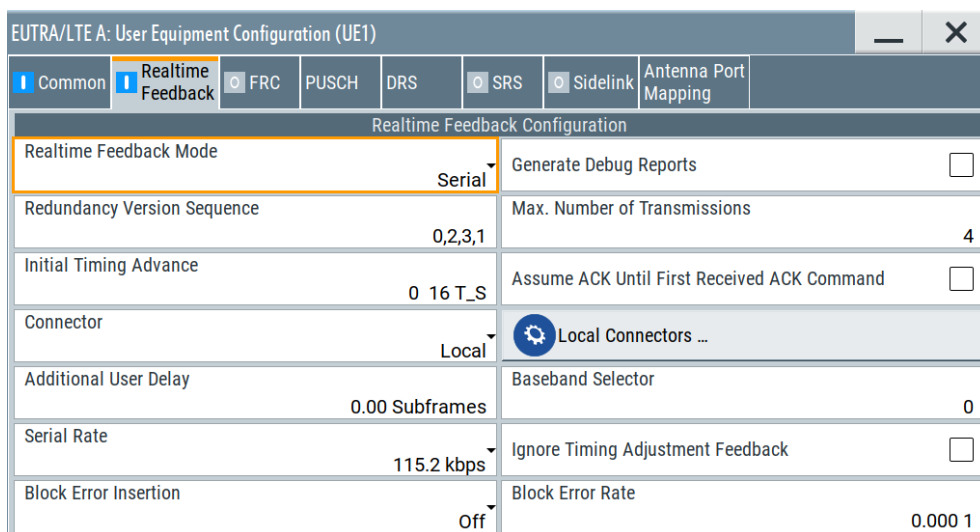 EUTRA/LTE A: User Equipment Configuration (UE1)
Common
Realtime
Feedback
FRC
PUSCH
DRS
SRS
Sidelink
Antenna Port
Mapping
Realtime Feedback Configuration
Realtime Feedback Mode
Serial
Generate Debug Reports
Redundancy Version Sequence
0,2,3,1
Max. Number of Transmissions
4
Initial Timing Advance
0 16 T_S
Assume ACK Until First Received ACK Command
Connector
Local
Local Connectors ...
Additional User Delay
0.00 Subframes
Baseband Selector
0
Serial Rate
115.2 kbps
Ignore Timing Adjustment Feedback
Block Error Insertion
Off
Block Error Rate
0.000 1